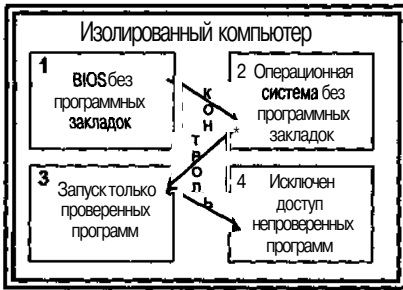 Изолированный компьютер
1
BIOS без
программных
закладок
2 Операционная
система без
программных
закладок
КОНТРОЛЬ
3
Запуск только
проверенных
программ
4 Исключен
доступ
непроверенных
программ